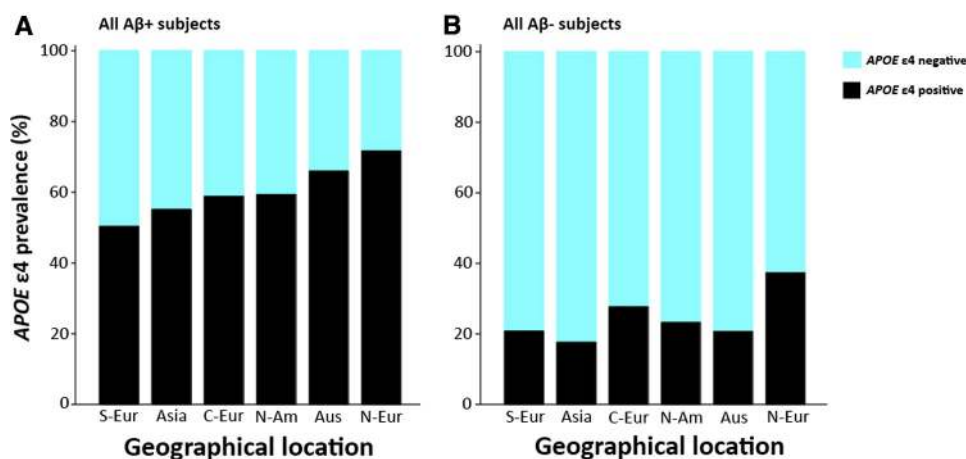 A
All Aβ+ subjects
APOE ε4 prevalence (%)
100
80
60
40
20
0
S-Eur Asia C-Eur N-Am Aus N-Eur
Geographical location
B
All Aβ- subjects
100
80
60
40
20
0
S-Eur Asia C-Eur N-Am Aus N-Eur
Geographical location
APOE ε4 negative
APOE ε4 positive